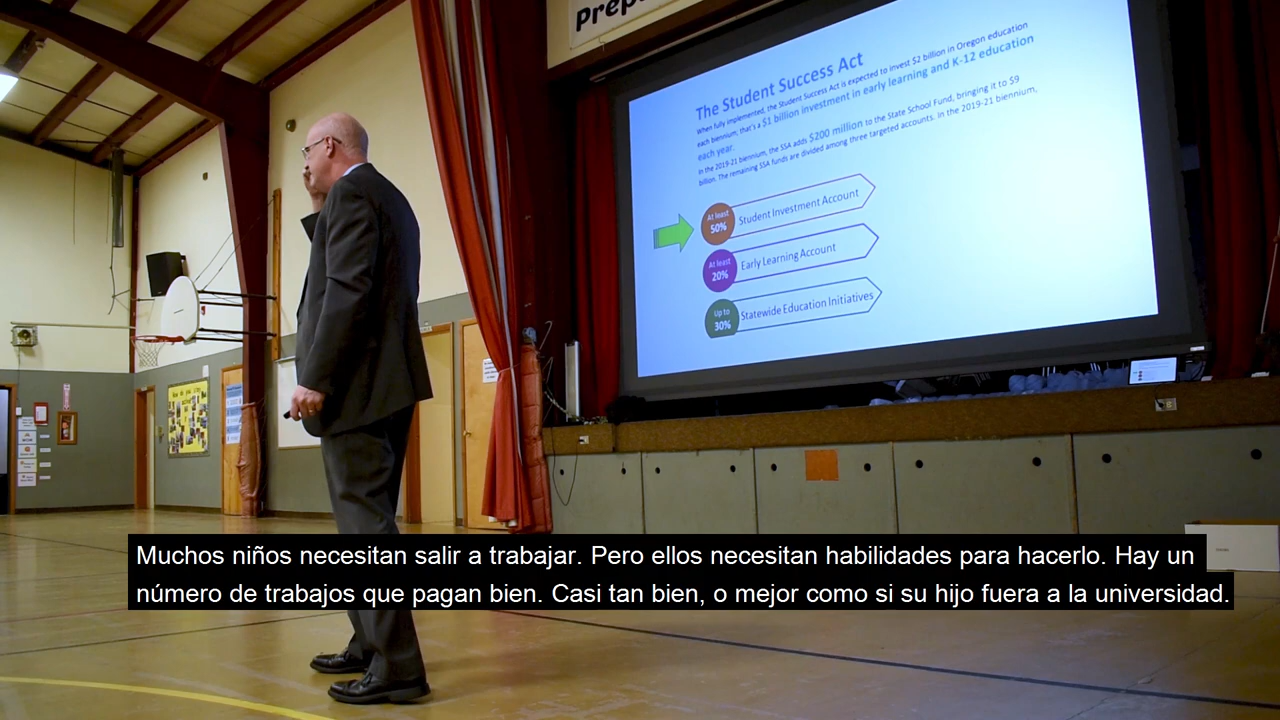 Prep
The Student Success Act
When fully implemented, the Student Success Act is expected to invest $2 billion in Oregon education
each biennium; that's a $1 billion investment in early learning and K-12 education
each year.
In the 2019-21 biennium, the SSA adds $200 million to the State School Fund, bringing it to $9
billion. The remaining SSA funds are divided among three targeted accounts. In the 2019-21 biennium,
At least
50%
Student Investment Account
At least
20%
Early Learning Account
Up to
30%
Statewide Education Initiatives
Muchos niños necesitan salir a trabajar. Pero ellos necesitan habilidades para hacerlo. Hay un
número de trabajos que pagan bien. Casi tan bien, o mejor como si su hijo fuera a la universidad.